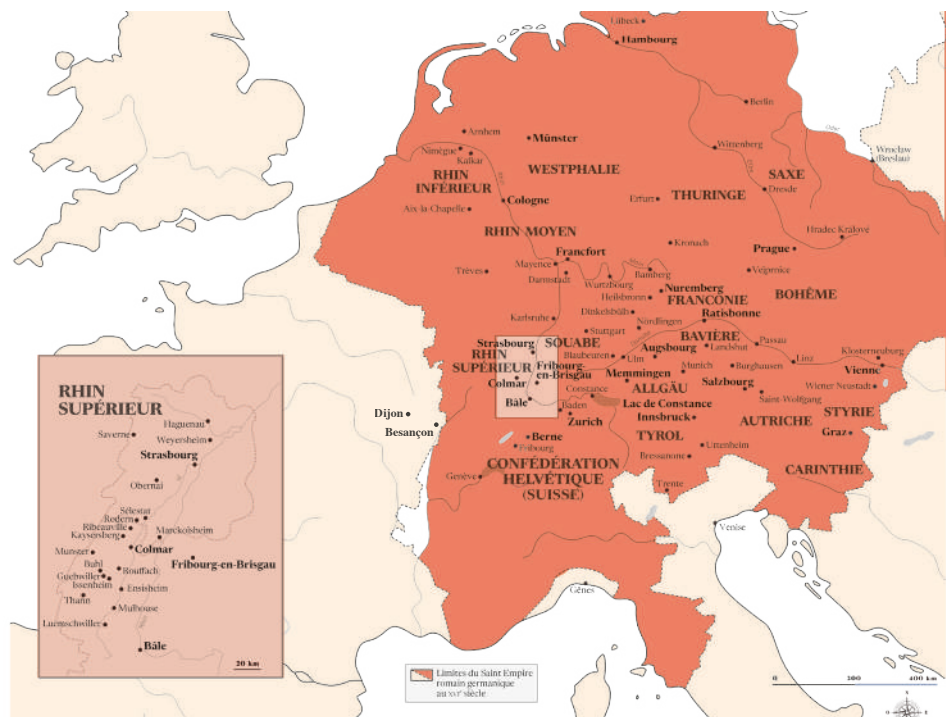 Lübeck
Hambourg
Berlin
Oder
Arnhem
Münster
Nimègue
Kalkar
Wittenberg
Wrocław
(Breslau)
WESTPHALIE
RHIN
INFÉRIEUR
SAXE
THURINGE
Dresde
Cologne
Erfurt
Aix-la-Chapelle
RHIN MOYEN
Hradec Kralové
Kronach
Prague
Francfort
Mayence
Trèves
Darmstadt
Bamberg
Wurtzbourg
Nuremberg
BOHÊME
Heilsbronn
FRANCONIE
Dinkelsbühl
Ratisbonne
Karlsruhe
Nördlingen
Stuttgart
SOUABE
BAVIÈRE
Strasbourg
Augsbourg
Landshut
Passau
RHIN
SUPÉRIEUR
Blaubeuren
Ulm
Linz
Klosterneuburg
Fribourg-
en-Brisgau
Memmingen
Munich
Burghausen
Vienne
Colmar
ALLGÄU
Salzbourg
Wiener Neustadt
Constance
Saint-Wolfgang
Bâle
Baden
Lac de Constance
Zurich
Innsbruck
AUTRICHE
STYRIE
Dijon
Besançon
Berne
TYROL
Graz
Fribourg
Uttenheim
Bressanone
CONFÉDÉRATION
HELVÉTIQUE
(SUISSE)
CARINTHIE
Genève
Trente
Venise
Gênes
RHIN
SUPÉRIEUR
Haguenau
Saverne
Weyersheim
Strasbourg
Obernai
Sélestat
Redern
Ribeauvillé
Kaysersberg
Marckolsheim
Munster
Colmar
Buhl
Rouffach
Fribourg-en-Brisgau
Guebwiller
Issenheim
Ensisheim
Thann
Mulhouse
Luemschwiller
Bâle
20 km
Limites du Saint Empire
romain germanique
au XVIe siècle
0 200 400 km